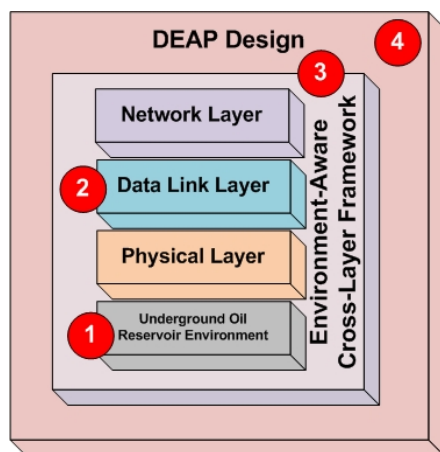 DEAP Design
4
3
Network Layer
2
Data Link Layer
Physical Layer
1
Underground Oil
Reservoir Environment
Environment-Aware
Cross-Layer Framework